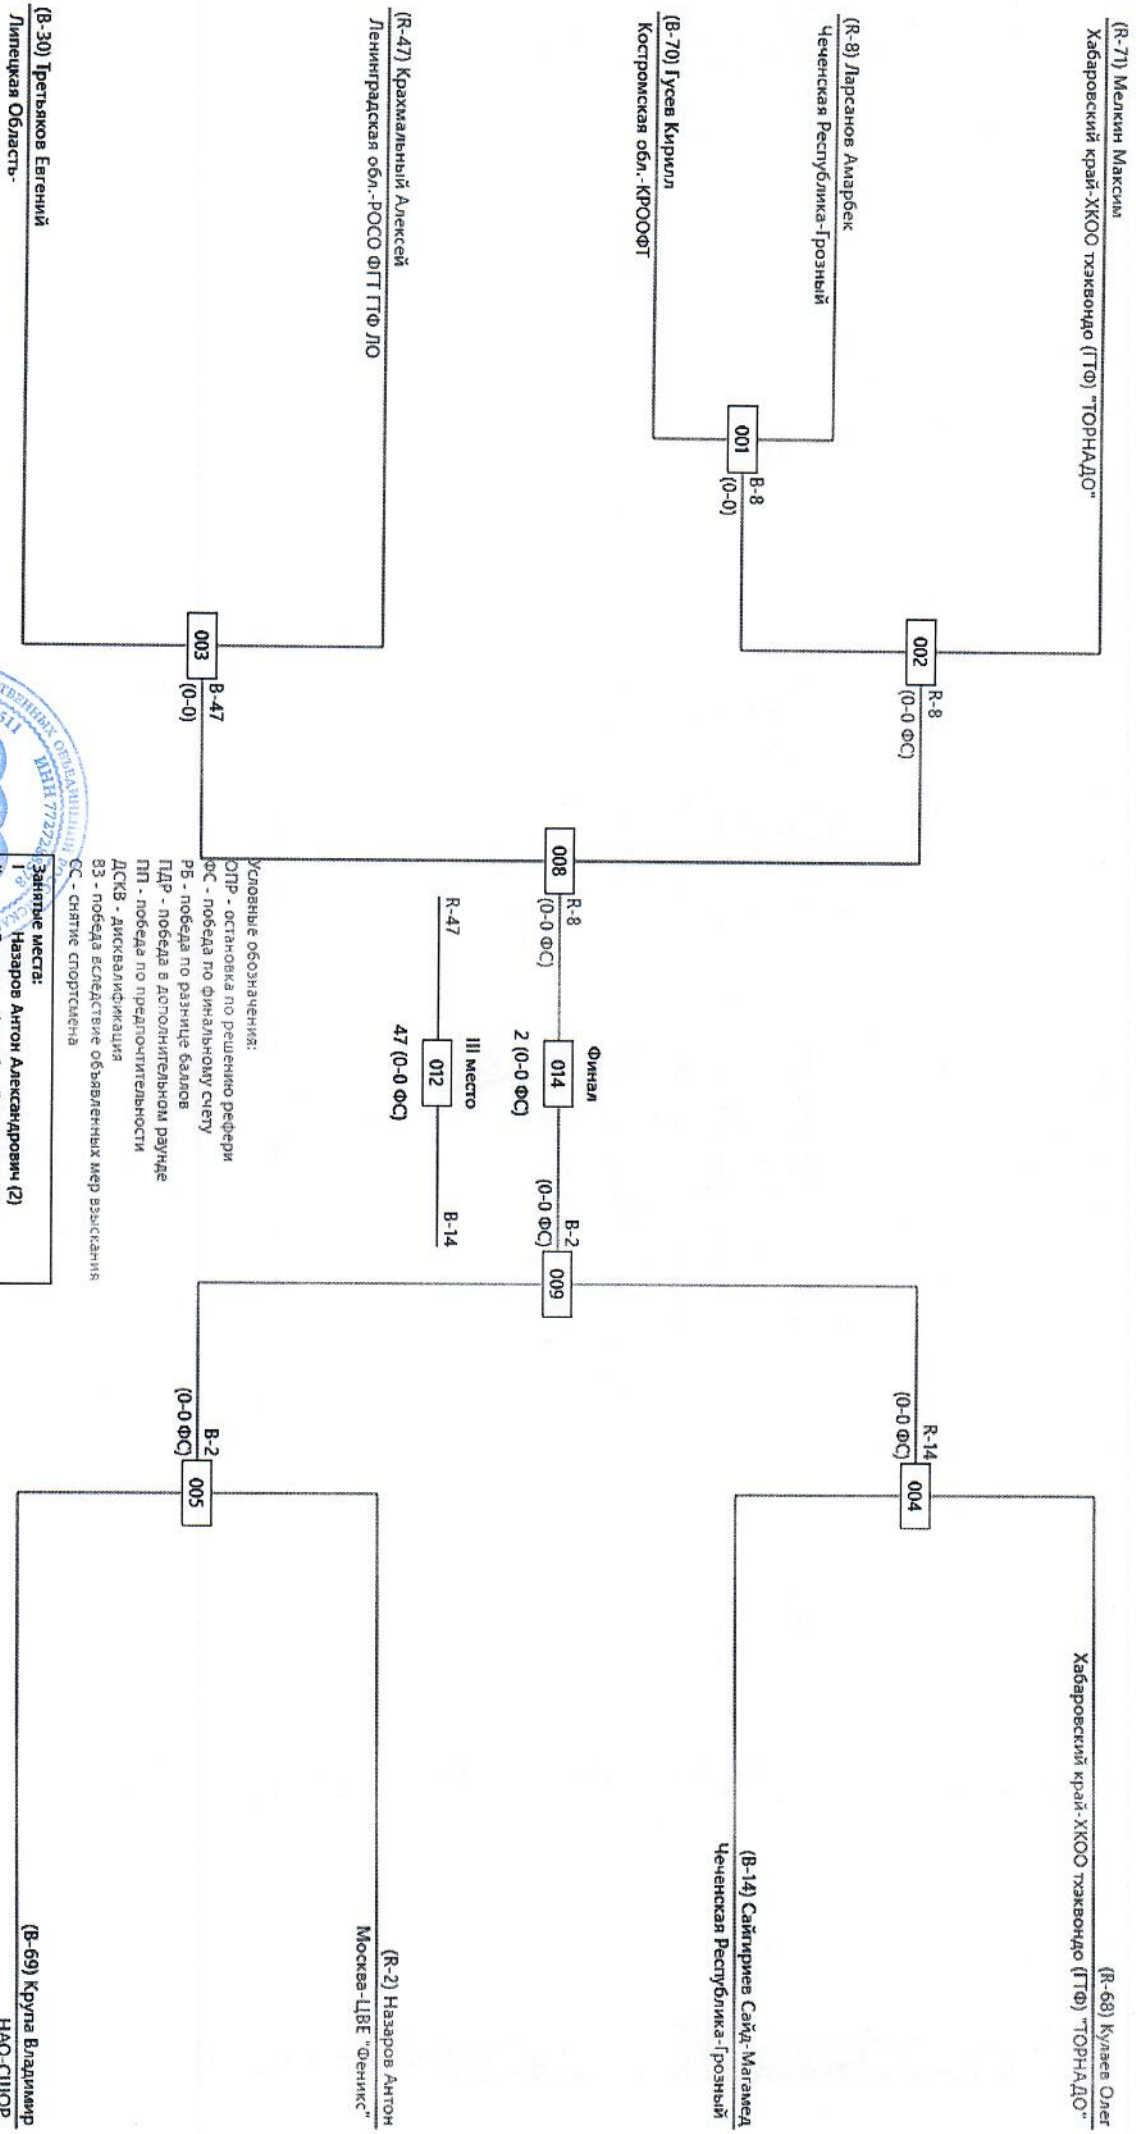 (R-71) Мелкин Максим
Хабаровский край-ХКОО тхэквондо (ГТФ) "ТОРНАДО"
(R-8) Ларсанов Амарбек
Чеченская Республика-Грозный
(B-70) Гусев Кирилл
Костромская обл.-КРООФТ
001
B-8
(0-0)
002
R-8
(0-0 ФС)
(R-47) Крахмальный Алексей
Ленинградская обл.-РОСО ФГТ ГТФ ЛО
(B-30) Третьяков Евгений
Липецкая Область-
003
B-47
(0-0)
008
R-8
(0-0 ФС)
Финал
014
2 (0-0 ФС)
B-2
(0-0 ФС)
009
R-47
III место
012
47 (0-0 ФС)
B-14
R-14
(0-0 ФС)
004
(R-68) Кулаев Олег
Хабаровский край-ХКОО тхэквондо (ГТФ) "ТОРНАДО"
(B-14) Сайгириев Сайд-Магамед
Чеченская Республика-Грозный
B-2
(0-0 ФС)
005
(R-2) Назаров Антон
Москва-ЦВЕ "Феникс"
(B-69) Крупа Владимир
НАО-СШОР
Условные обозначения:
ОПР - остановка по решению рефери
ФС - победа по финальному счету
РБ - победа по разнице баллов
ПДР - победа в дополнительном раунде
ПП - победа по предпочтительности
ДСКВ - дисквалификация
ВЗ - победа вследствие объявленных мер взыскания
СС - снятие спортсмена
Занятые места:
I Назаров Антон Александрович (2)